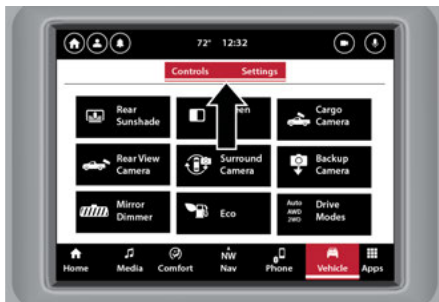 72° 12:32
Controls Settings
Rear
Sunshade
Cargo
Camera
Rear View
Camera
Surround
Camera
Backup
Camera
Mirror
Dimmer
Eco
Auto
AWD
2WD
Drive
Modes
NW
Home Media Comfort Nav Phone Vehicle Apps